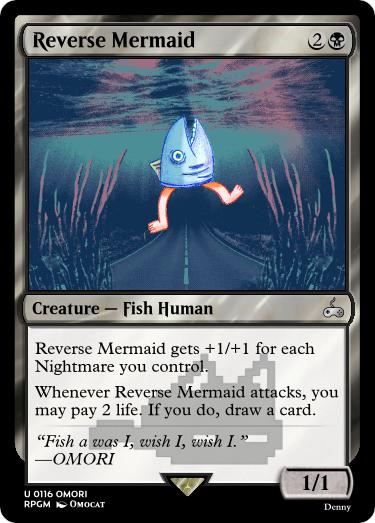 Reverse Mermaid 2
Creature — Fish Human
Reverse Mermaid gets +1/+1 for each
Nightmare you control.
Whenever Reverse Mermaid attacks, you
may pay 2 life. If you do, draw a card.
“Fish a was I, wish I, wish I.”
—OMORI
1/1
U 0116 OMORI
RPGM Omocat
Denny